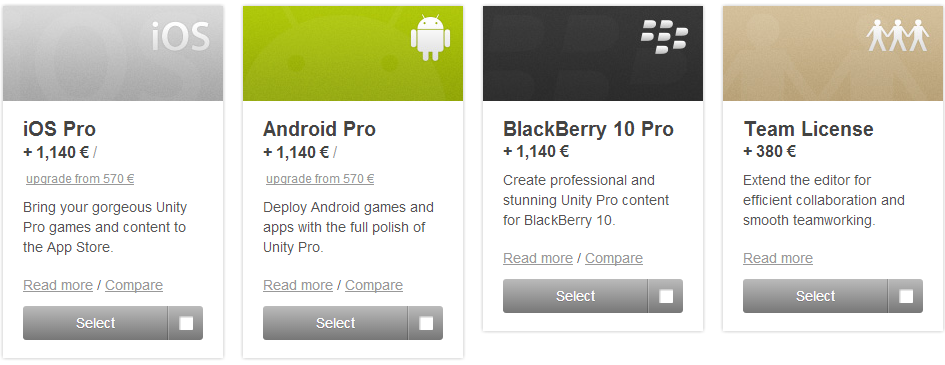 iOS
iOS Pro
+ 1,140 € /
upgrade from 570 €
Bring your gorgeous Unity
Pro games and content to
the App Store.
Read more / Compare
Select
Android Pro
+ 1,140 € /
upgrade from 570 €
Deploy Android games and
apps with the full polish of
Unity Pro.
Read more / Compare
Select
BlackBerry 10 Pro
+ 1,140 €
Create professional and
stunning Unity Pro content
for BlackBerry 10.
Read more / Compare
Select
Team License
+ 380 €
Extend the editor for
efficient collaboration and
smooth teamworking.
Read more
Select